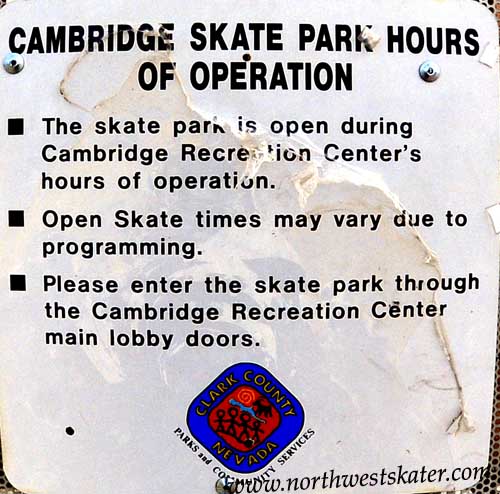 CAMBRIDGE SKATE PARK HOURS
OF OPERATION
■ The skate park is open during
Cambridge Recreation Center's
hours of operation.
■ Open Skate times may vary due to
programming.
■ Please enter the skate park through
the Cambridge Recreation Center
main lobby doors.
CLARK COUNTY
NEVADA
PARKS and COMMUNITY SERVICES
www.northwestskater.com